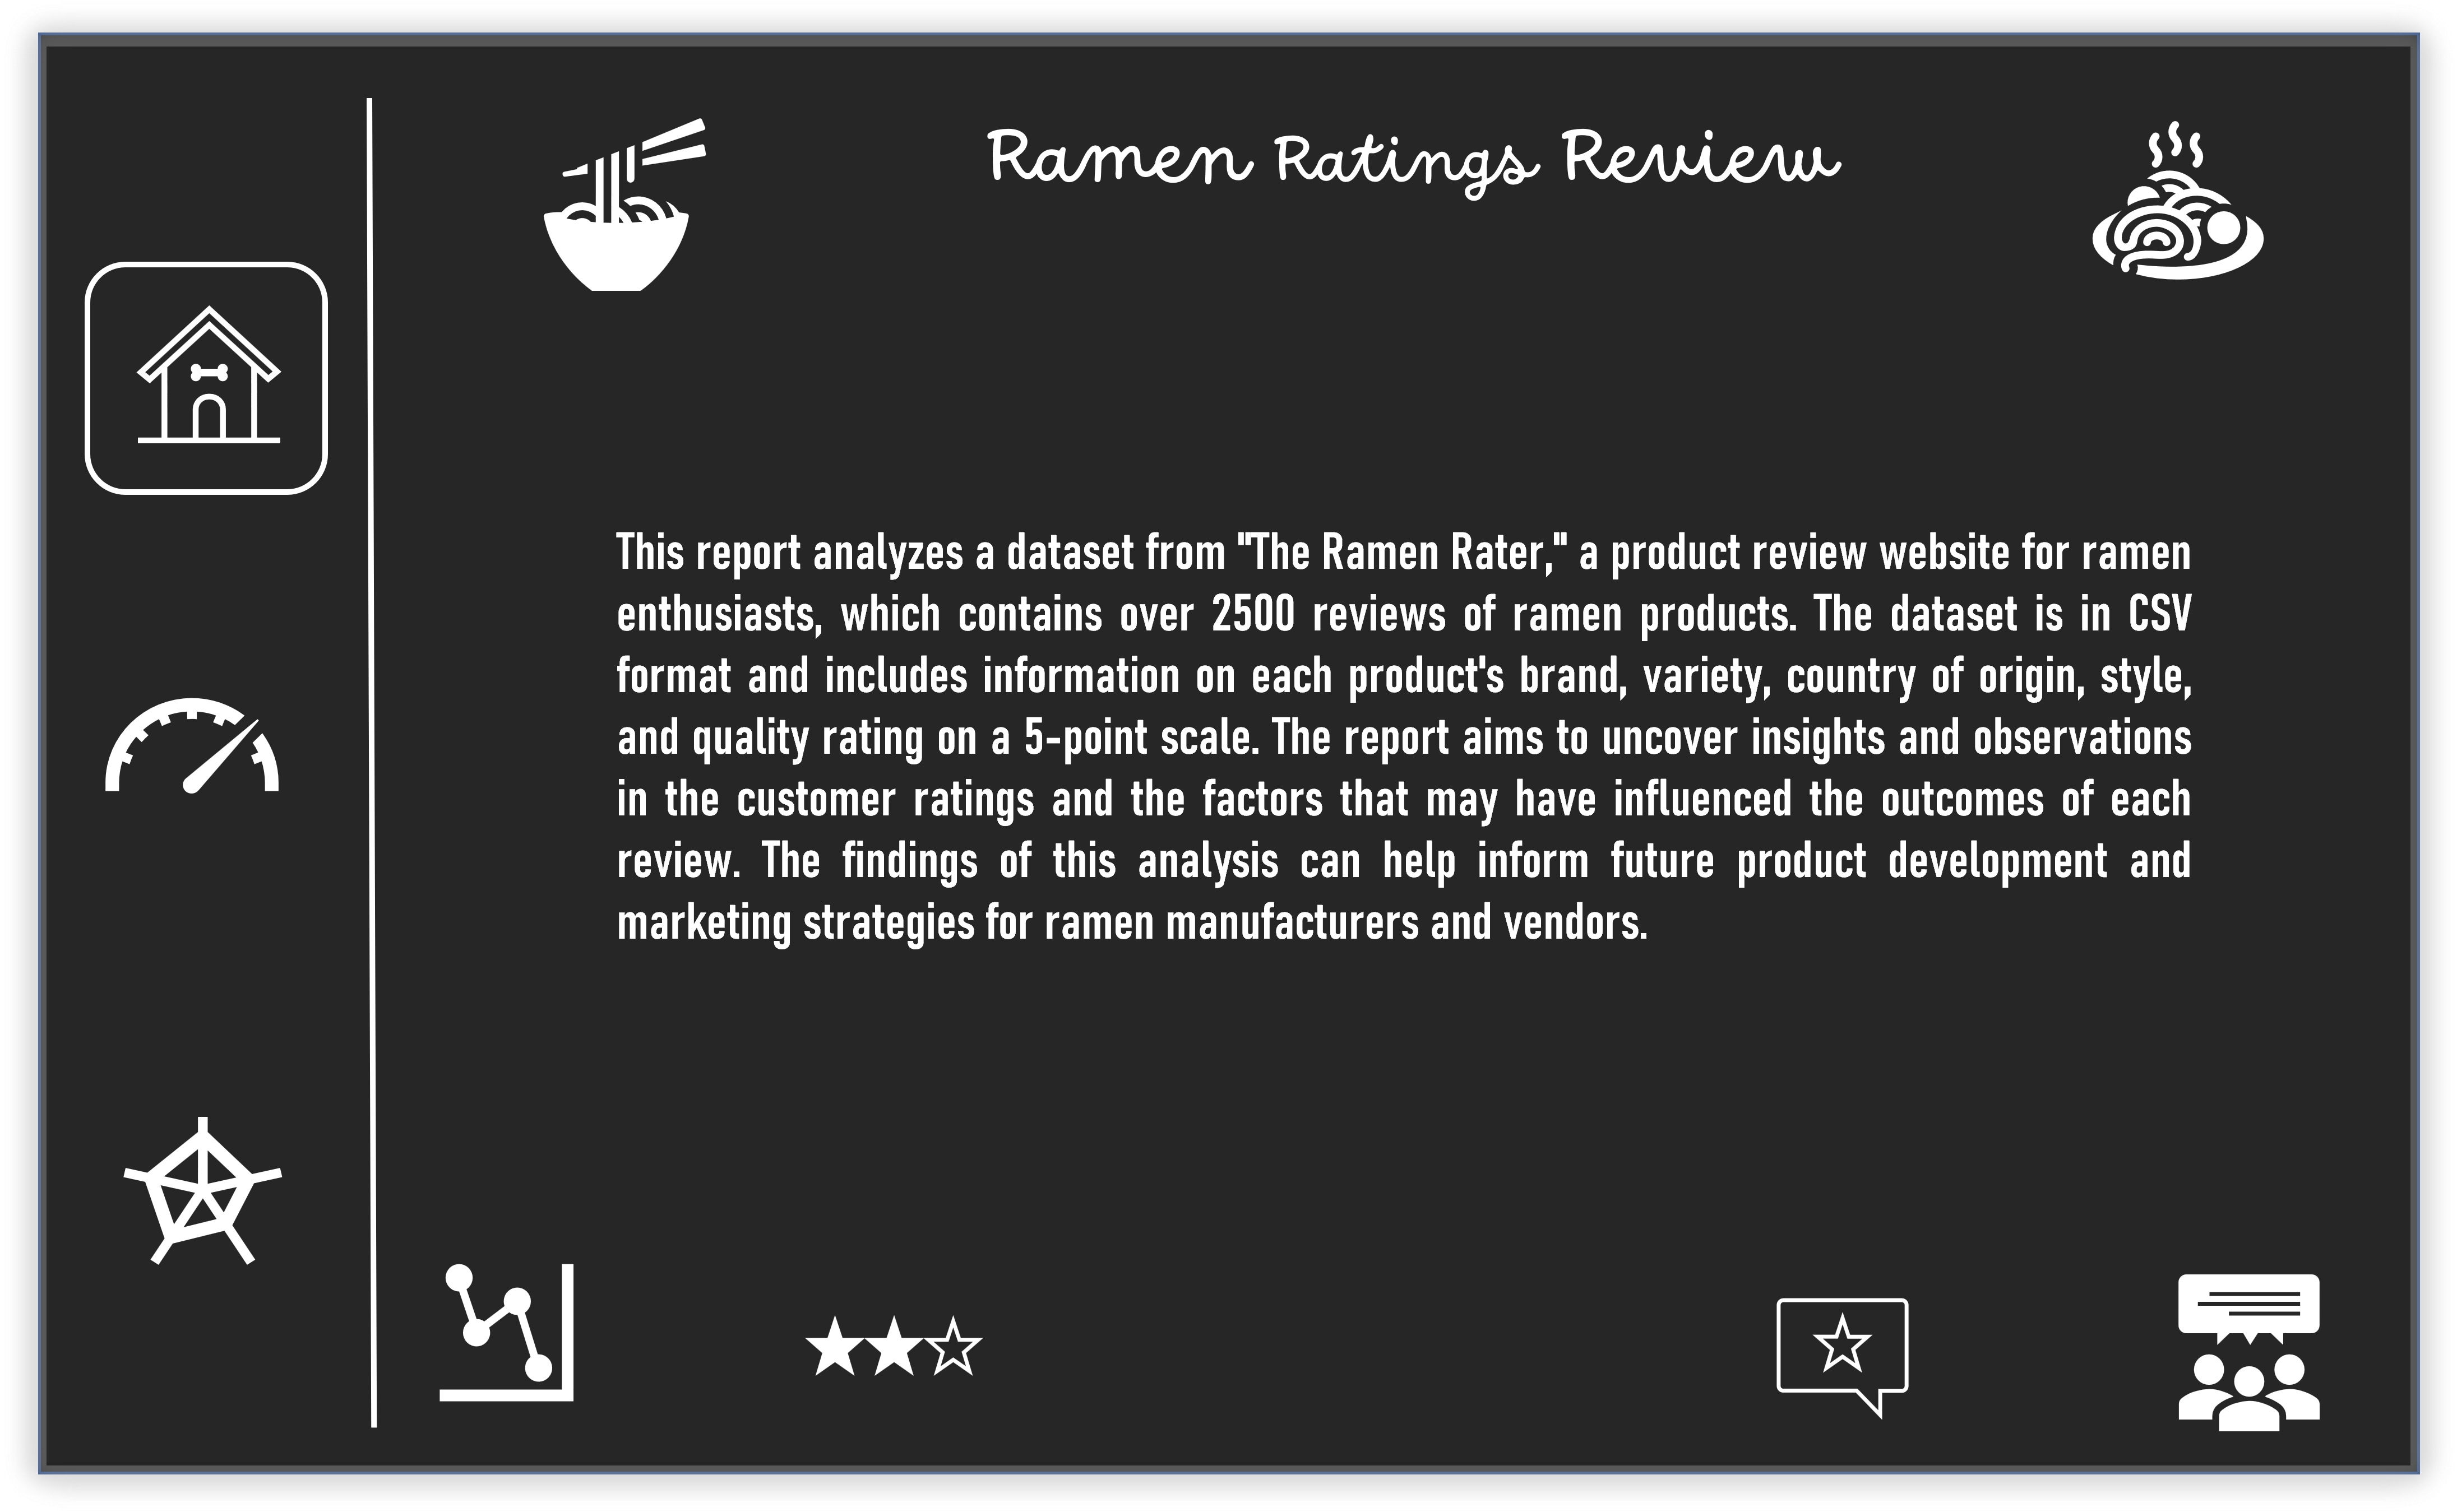 Ramen Ratings Review
This report analyzes a dataset from "The Ramen Rater," a product review website for ramen
enthusiasts, which contains over 2500 reviews of ramen products. The dataset is in CSV
format and includes information on each product's brand, variety, country of origin, style,
and quality rating on a 5-point scale. The report aims to uncover insights and observations
in the customer ratings and the factors that may have influenced the outcomes of each
review. The findings of this analysis can help inform future product development and
marketing strategies for ramen manufacturers and vendors.